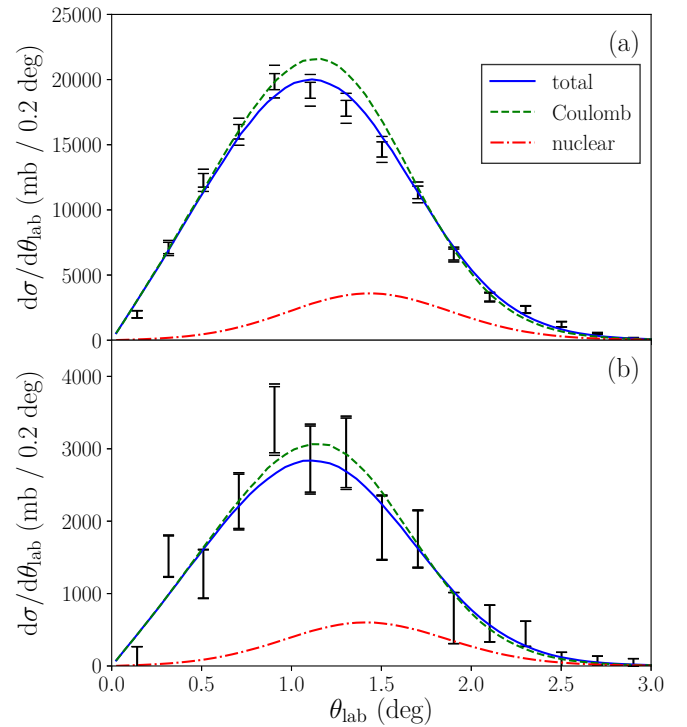 (a)
total
Coulomb
nuclear
25000
20000
15000
10000
5000
0
dσ/dθlab (mb / 0.2 deg)
(b)
4000
3000
2000
1000
0
dσ/dθlab (mb / 0.2 deg)
0.0 0.5 1.0 1.5 2.0 2.5 3.0
θlab (deg)